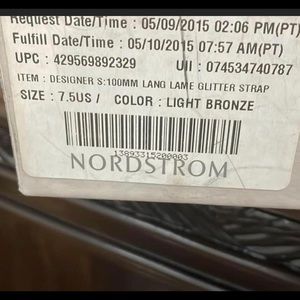 Request Date/Time : 05/09/2015 02:06 PM(PT)
Fulfill Date/Time : 05/10/2015 07:57 AM(PT)
UPC : 429569892329 UII : 074534740787
ITEM : DESIGNER S:100MM LANG LAME GLITTER STRAP
SIZE : 7.5US / COLOR : LIGHT BRONZE
13893315200003
NORDSTROM